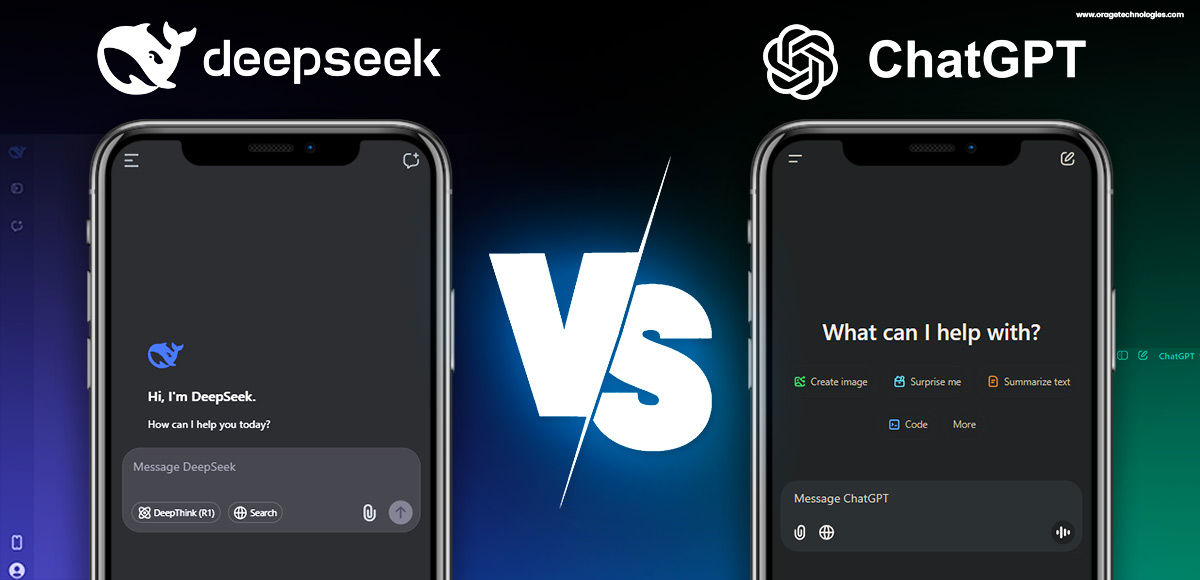 www.oragetechnologies.com
deepseek
ChatGPT
Hi, I'm DeepSeek.
How can I help you today?
Message DeepSeek
DeepThink (R1) Search
VS
What can I help with?
Create image Surprise me Summarize text
Code More
Message ChatGPT
ChatGPT